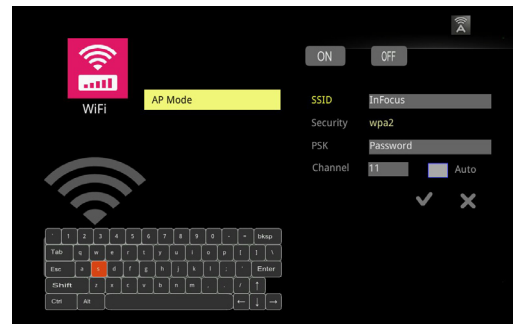 A
ON OFF
WiFi
AP Mode
SSID InFocus
Security wpa2
PSK Password
Channel 11 Auto
` 1 2 3 4 5 6 7 8 9 0 - = bksp
Tab q w e r t y u i o p [ ] \
Esc a s d f g h j k l ; ' Enter
Shift z x c v b n m , . / ↑
Ctrl Alt ← ↓ →